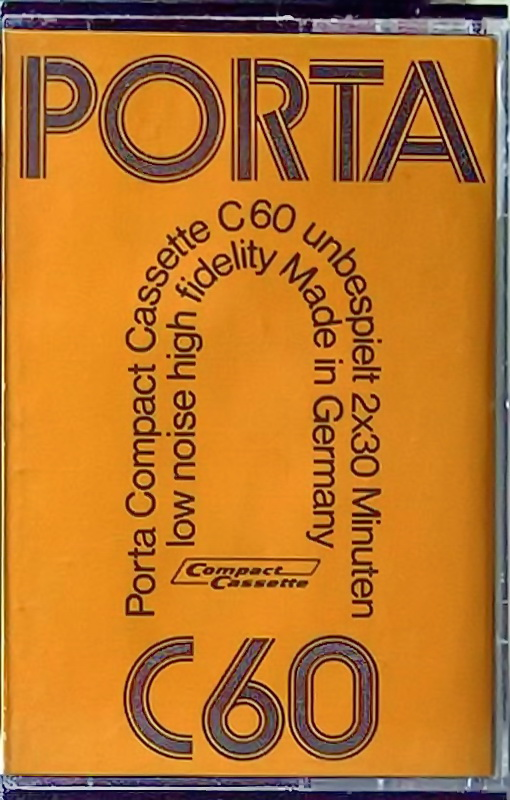 PORTA
Porta Compact Cassette C60 unbespielt 2x30 Minuten
low noise high fidelity Made in Germany
Compact
Cassette
C60